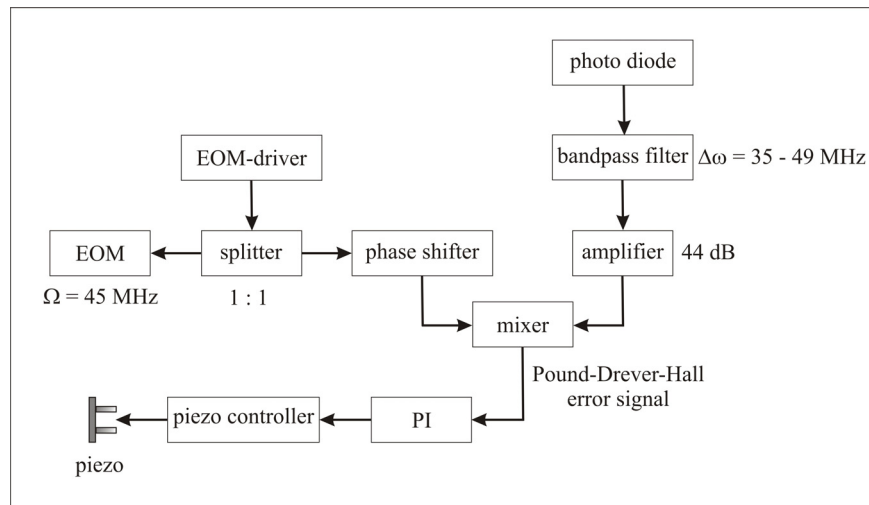 photo diode
bandpass filter
Δω = 35 - 49 MHz
EOM-driver
EOM
splitter
phase shifter
amplifier
44 dB
Ω = 45 MHz
1 : 1
mixer
Pound-Drever-Hall
error signal
piezo controller
PI
piezo